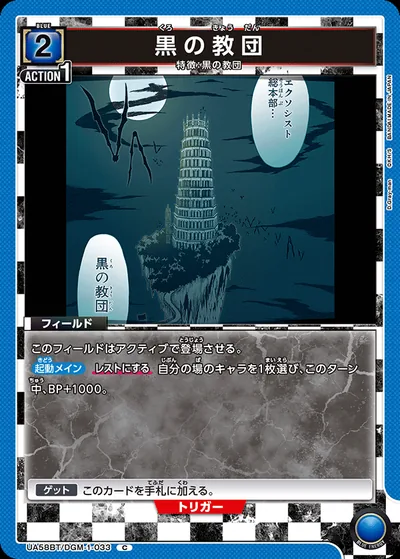 BLUE
2
ACTION 1
黒の教団
特徴:黒の教団
エクソシスト
総本部…
黒の教団
フィールド
このフィールドはアクティブで登場させる。
起動メイン レストにする 自分の場のキャラを1枚選び、このターン
中、BP+1000。
ゲット このカードを手札に加える。
トリガー
UA58BT/DGM-1-033 C
BLUE ENERGY